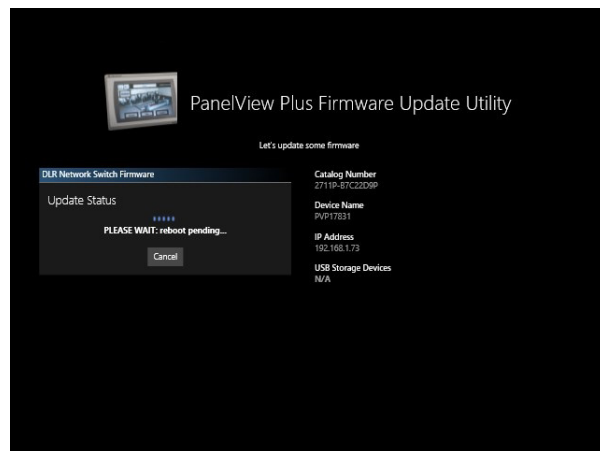 PanelView Plus Firmware Update Utility
Let's update some firmware
DLR Network Switch Firmware
Update Status
PLEASE WAIT: reboot pending...
Cancel
Catalog Number
2711P-B7C22D9P
Device Name
PVP17831
IP Address
192.168.1.73
USB Storage Devices
N/A